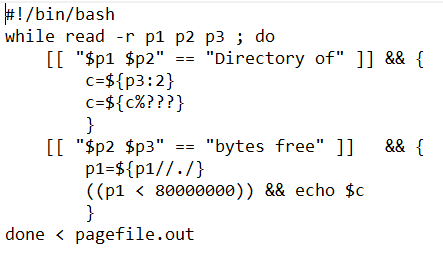 #!/bin/bash
while read -r p1 p2 p3 ; do
    [[ "$p1 $p2" == "Directory of" ]] && {
        c=${p3:2}
        c=${c%???}
        }
    [[ "$p2 $p3" == "bytes free" ]]   && {
        p1=${p1//./}
        ((p1 < 80000000)) && echo $c
        }
done < pagefile.out